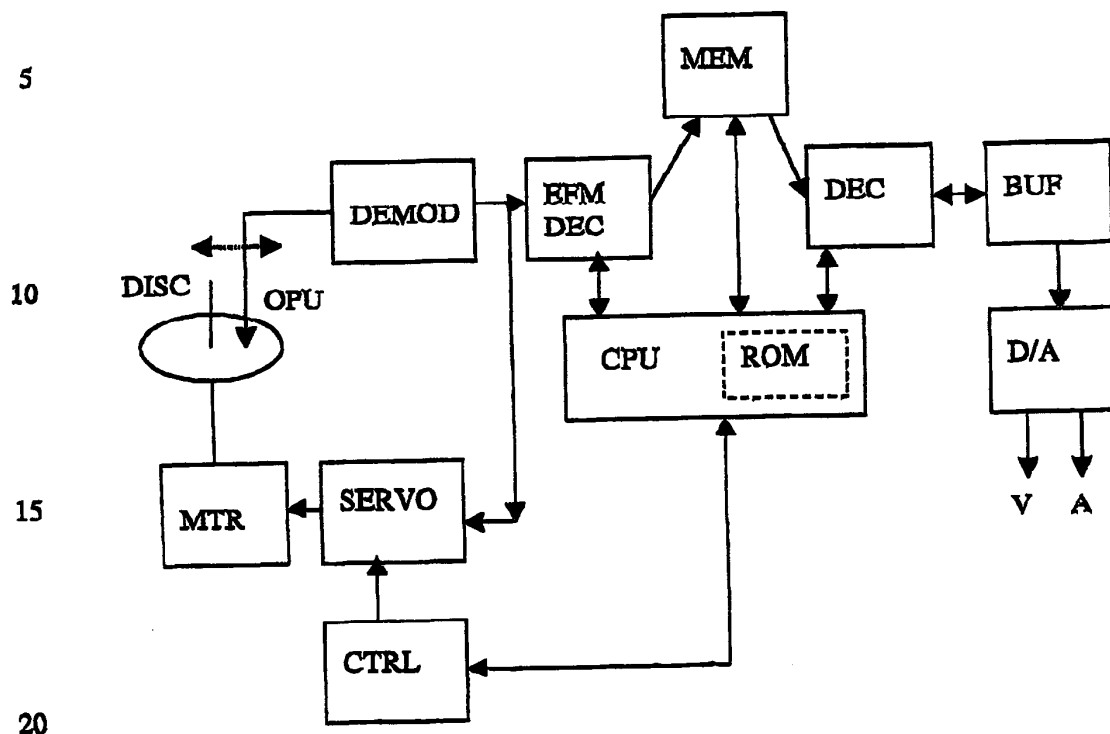 5
MEM
DEMOD
EFM
DEC
DEC
BUF
DISC
OPU
10
CPU
ROM
D/A
MTR
SERVO
15
V
A
CTRL
20